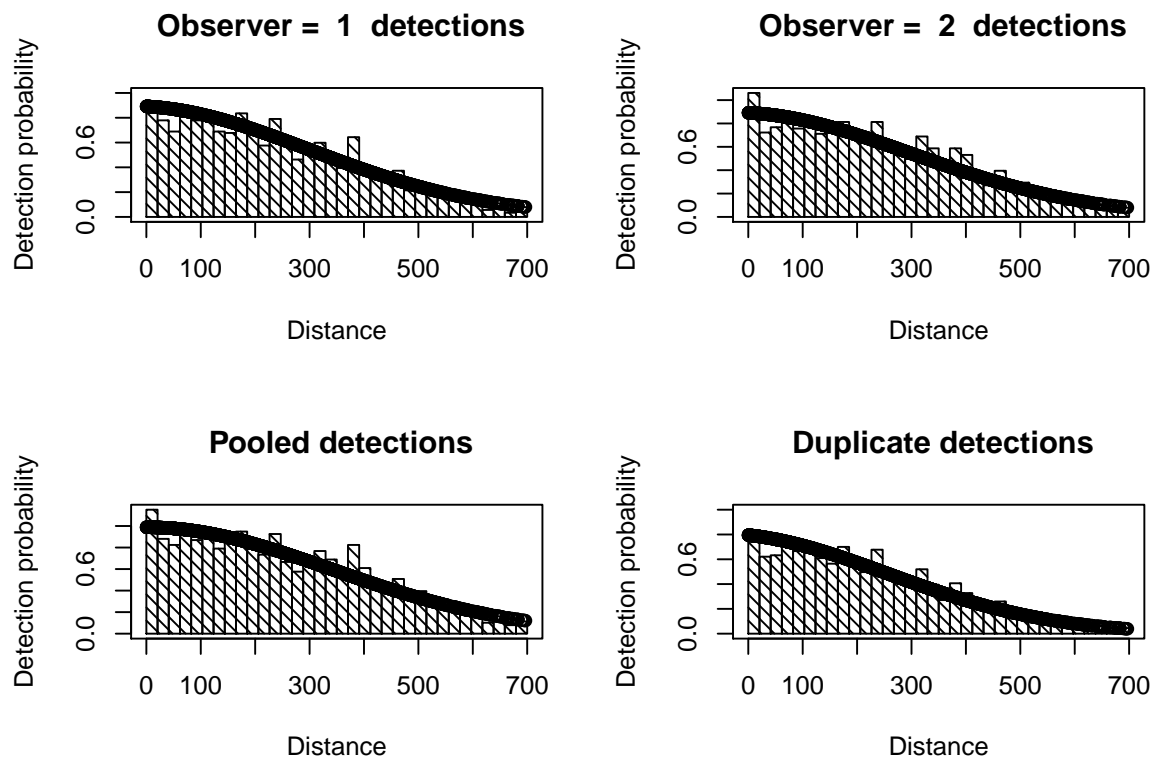 Observer =  1  detections
Detection probability
0.6
0.0
0 100 300 500 700
Distance
Observer =  2  detections
Detection probability
0.6
0.0
0 100 300 500 700
Distance
Pooled detections
Detection probability
0.6
0.0
0 100 300 500 700
Distance
Duplicate detections
Detection probability
0.6
0.0
0 100 300 500 700
Distance